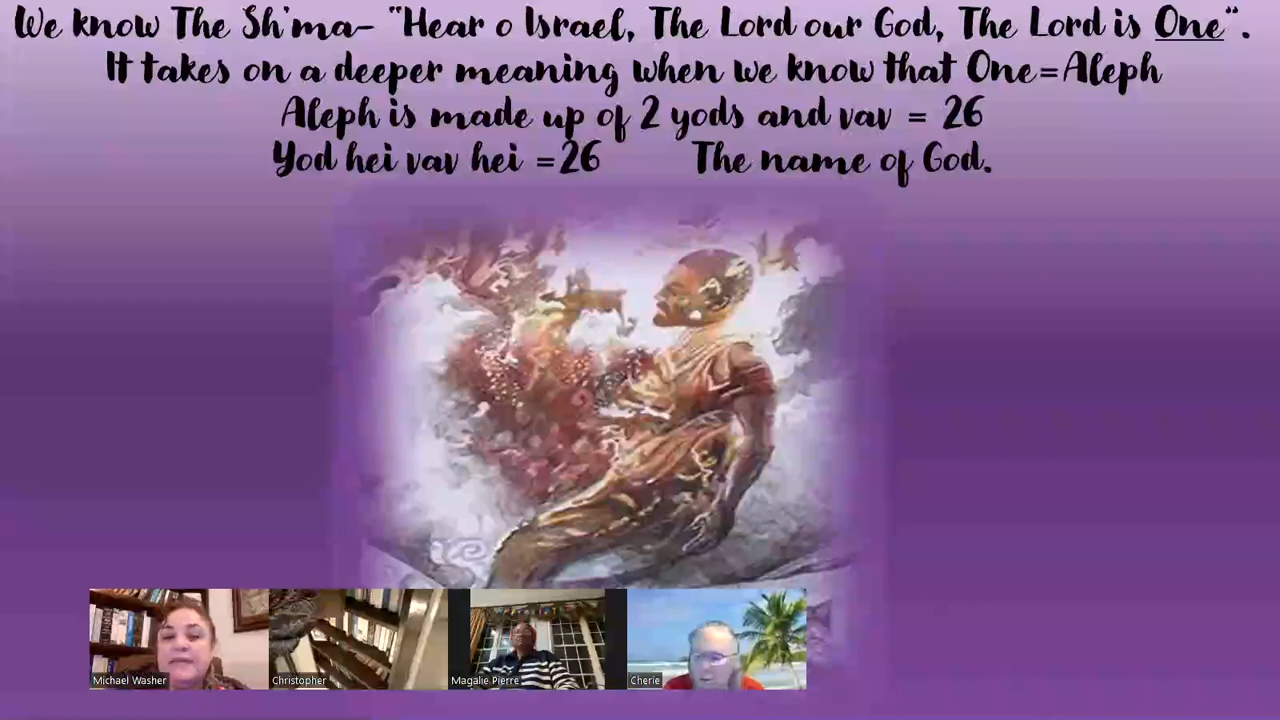 We know The Sh'ma- "Hear o Israel, The Lord our God, The Lord is One".
It takes on a deeper meaning when we know that One=Aleph
Aleph is made up of 2 yods and vav = 26
Yod hei vav hei =26 The name of God.
Michael Washer
Christopher
Magalie Pierre
Cherie